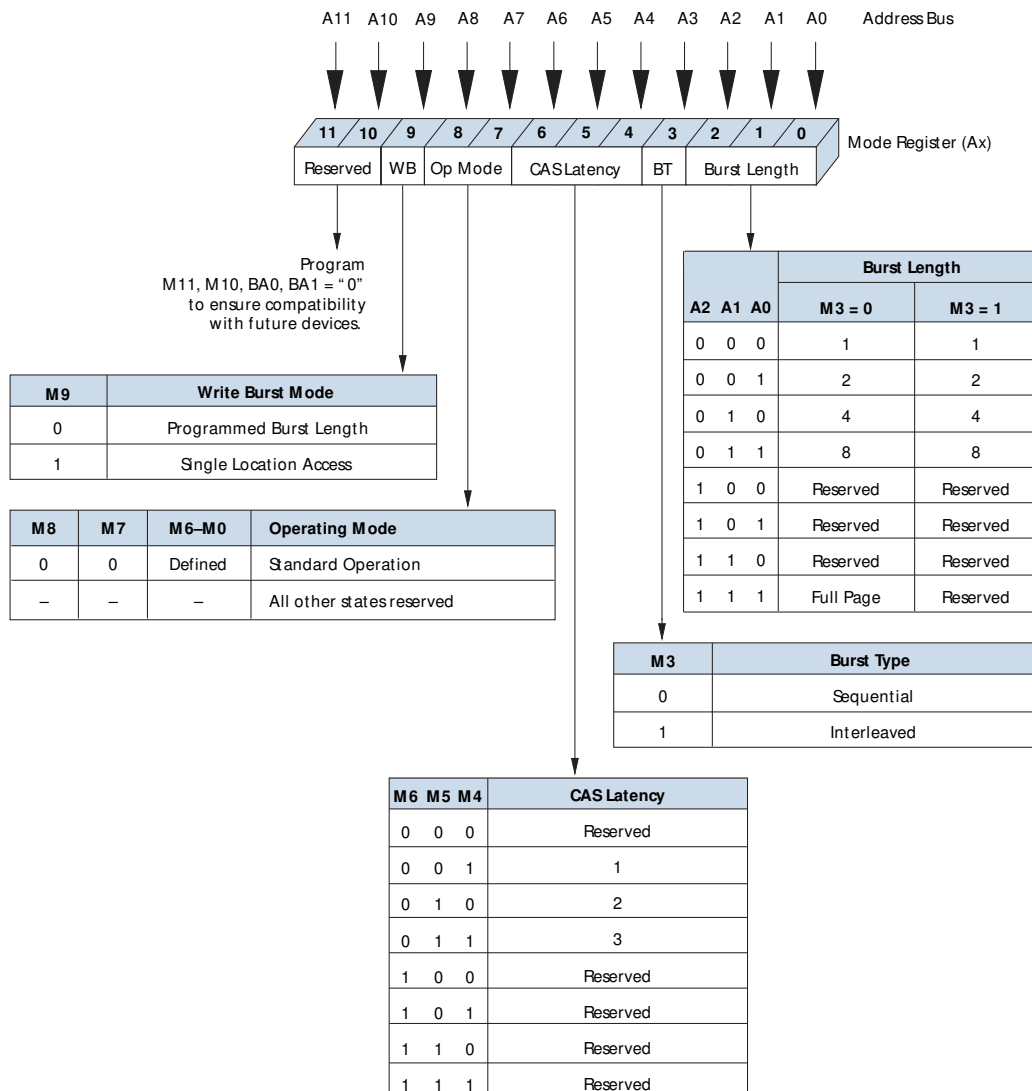 A11 A10 A9 A8 A7 A6 A5 A4 A3 A2 A1 A0 Address Bus
11 10 9 8 7 6 5 4 3 2 1 0
Mode Register (Ax)
Reserved WB Op Mode CAS Latency BT Burst Length
Program
M11, M10, BA0, BA1 = “0”
to ensure compatibility
with future devices.
Burst Length
A2 A1 A0 M3 = 0 M3 = 1
0 0 0 1 1
0 0 1 2 2
0 1 0 4 4
0 1 1 8 8
1 0 0 Reserved Reserved
1 0 1 Reserved Reserved
1 1 0 Reserved Reserved
1 1 1 Full Page Reserved
M9 Write Burst Mode
0 Programmed Burst Length
1 Single Location Access
M8 M7 M6–M0 Operating Mode
0 0 Defined Standard Operation
– – – All other states reserved
M3 Burst Type
0 Sequential
1 Interleaved
M6 M5 M4 CAS Latency
0 0 0 Reserved
0 0 1 1
0 1 0 2
0 1 1 3
1 0 0 Reserved
1 0 1 Reserved
1 1 0 Reserved
1 1 1 Reserved